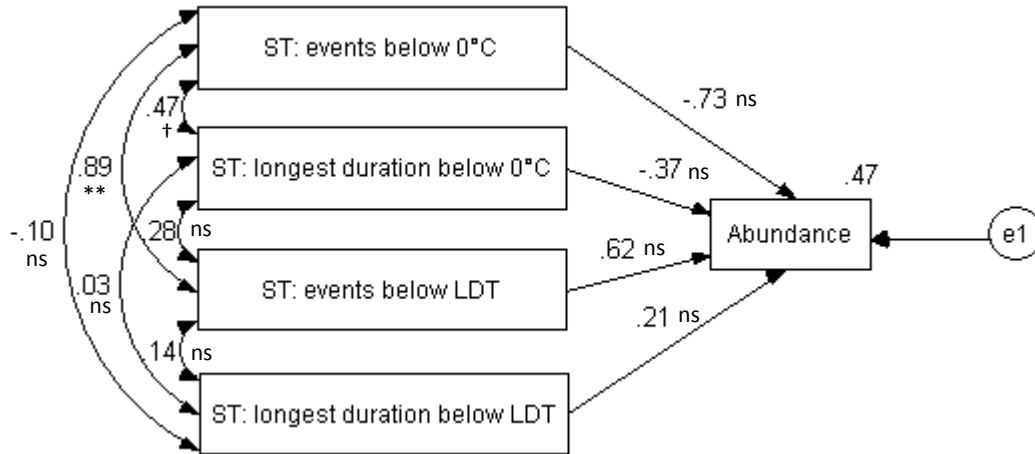 ST: events below 0°C
-.73 ns
.47
†
ST: longest duration below 0°C
-.37 ns
.47
.89
**
-.10
ns
.28 ns
Abundance
e1
.62 ns
ST: events below LDT
.03
ns
.21 ns
.14 ns
ST: longest duration below LDT